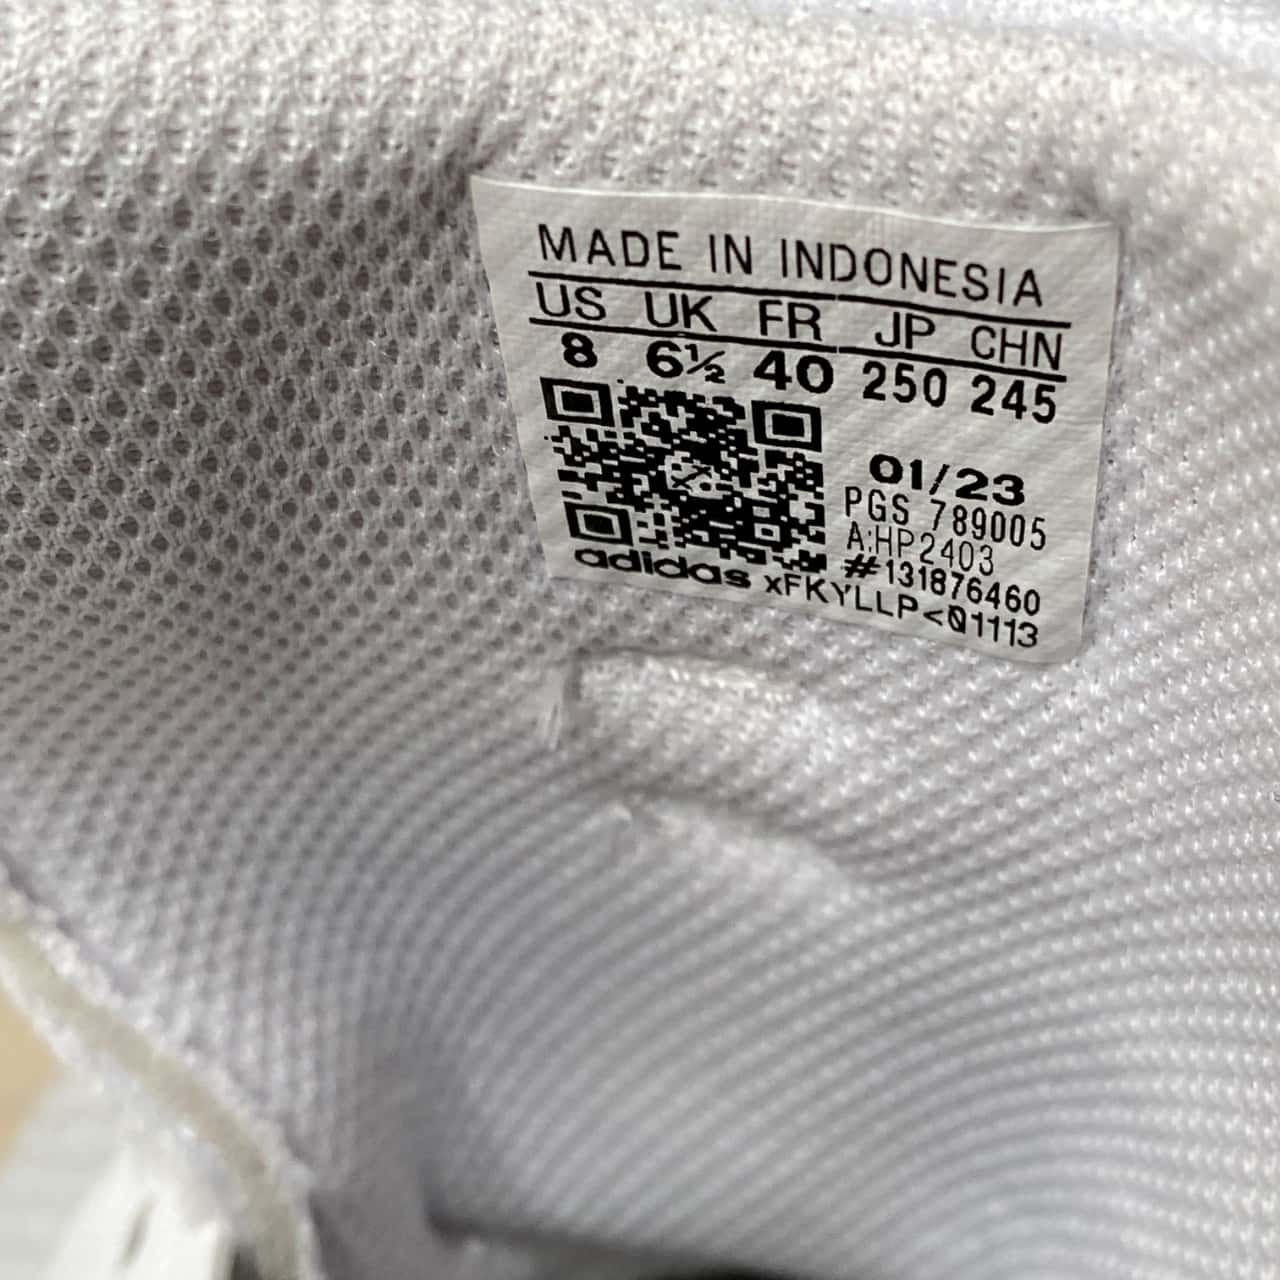 MADE IN INDONESIA
US UK FR JP CHN
8 6½ 40 250 245
01/23
PGS 789005
A:HP2403
#131876460
adidas xFKYLLP<01113